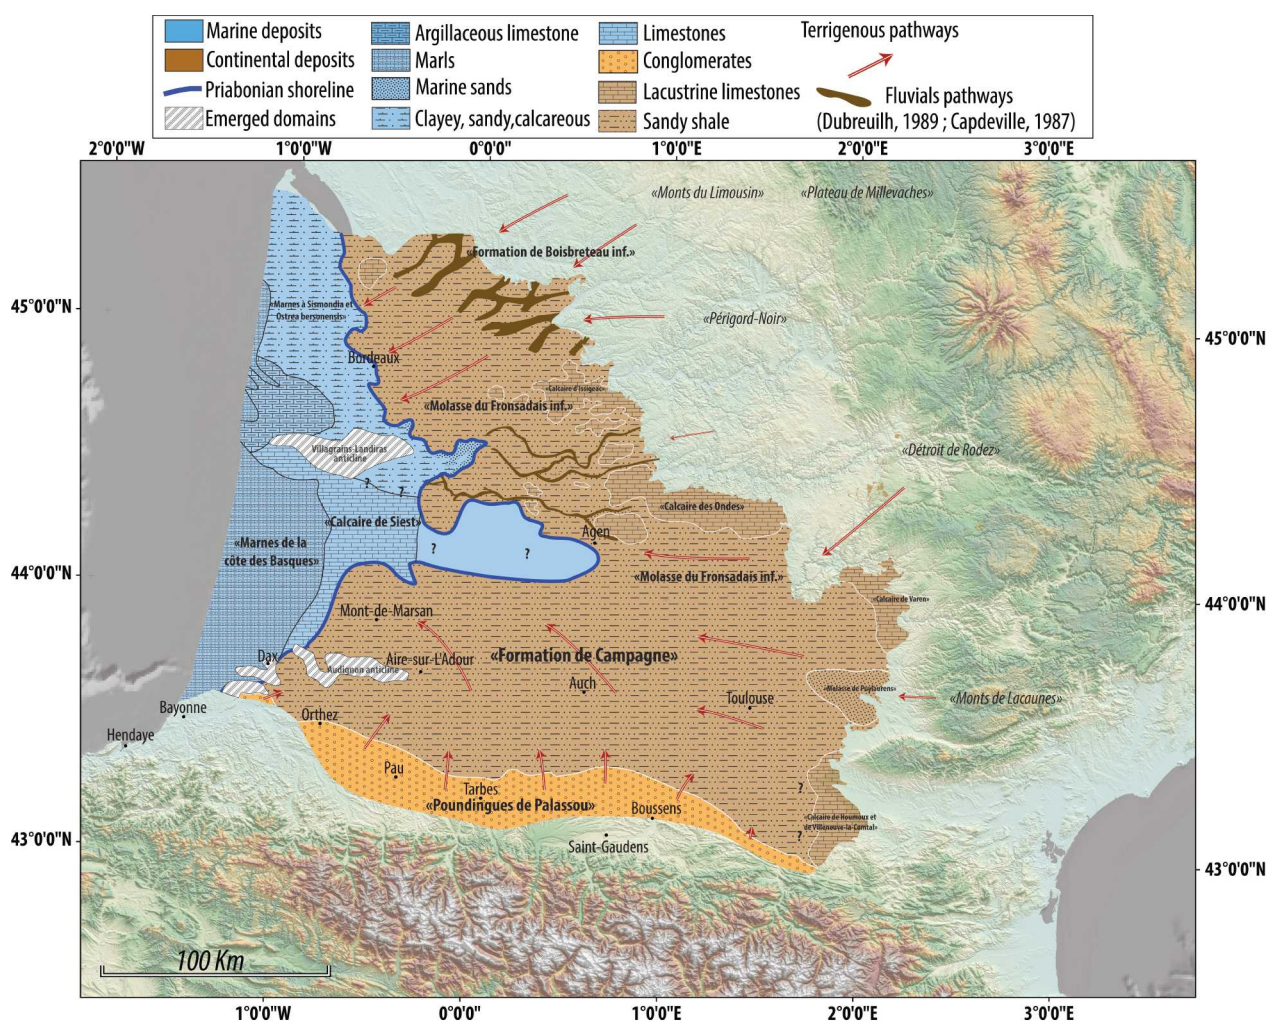 Marine deposits
Continental deposits
Priabonian shoreline
Emerged domains
Argillaceous limestone
Marls
Marine sands
Clayey, sandy,calcareous
Limestones
Conglomerates
Lacustrine limestones
Sandy shale
Terrigenous pathways
Fluvials pathways
(Dubreuilh, 1989 ; Capdeville, 1987)
2°0'0"W
1°0'0"W
0°0'0"
1°0'0"E
2°0'0"E
3°0'0"E
«Monts du Limousin»
«Plateau de Millevaches»
«Formation de Boisbreteau inf.»
45°0'0"N
«Marnes à Sismondia et
Ostrea bersonensis»
«Périgord-Noir»
45°0'0"N
Bordeaux
«Calcaire d'Issigeac»
«Molasse du Fronsadais inf.»
Villagrains-Landiras
anticline
«Détroit de Rodez»
?
?
«Calcaire de Siest»
«Calcaire des Ondes»
Agen
«Marnes de la
côte des Basques»
?
?
44°0'0"N
«Molasse du Fronsadais inf.»
«Calcaire de Varen»
44°0'0"N
Mont-de-Marsan
Dax
Audignon anticline
Aire-sur-L'Adour
«Formation de Campagne»
Auch
«Molasse de Puylaurens»
Toulouse
«Monts de Lacaunes»
Bayonne
Orthez
Hendaye
Pau
Tarbes
«Poundingues de Palassou»
Boussens
?
«Calcaire de Houmoux et
de Villeneuve-la-Comtal»
?
43°0'0"N
Saint-Gaudens
43°0'0"N
100 Km
1°0'0"W
0°0'0"
1°0'0"E
2°0'0"E
3°0'0"E